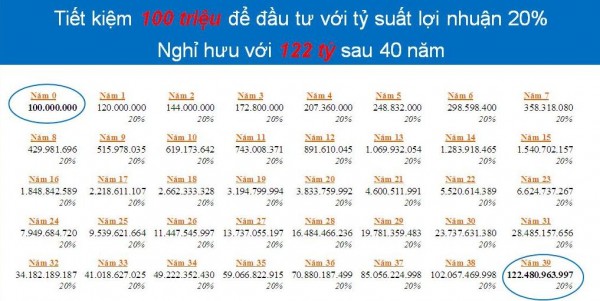 Tiết kiệm 100 triệu để đầu tư với tỷ suất lợi nhuận 20%
Nghỉ hưu với 122 tỷ sau 40 năm
Năm 0 Năm 1 Năm 2 Năm 3 Năm 4 Năm 5 Năm 6 Năm 7
100.000.000 120.000.000 144.000.000 172.800.000 207.360.000 248.832.000 298.598.400 358.318.080
20% 20% 20% 20% 20% 20% 20%
Năm 8 Năm 9 Năm 10 Năm 11 Năm 12 Năm 13 Năm 14 Năm 15
429.981.696 515.978.035 619.173.642 743.008.371 891.610.045 1.069.932.054 1.283.918.465 1.540.702.157
20% 20% 20% 20% 20% 20% 20% 20%
Năm 16 Năm 17 Năm 18 Năm 19 Năm 20 Năm 21 Năm 22 Năm 23
1.848.842.589 2.218.611.107 2.662.333.328 3.194.799.994 3.833.759.992 4.600.511.991 5.520.614.389 6.624.737.267
20% 20% 20% 20% 20% 20% 20% 20%
Năm 24 Năm 25 Năm 26 Năm 27 Năm 28 Năm 29 Năm 30 Năm 31
7.949.684.720 9.539.621.664 11.447.545.997 13.737.055.197 16.484.466.236 19.781.359.483 23.737.631.380 28.485.157.656
20% 20% 20% 20% 20% 20% 20% 20%
Năm 32 Năm 33 Năm 34 Năm 35 Năm 36 Năm 37 Năm 38 Năm 39
34.182.189.187 41.018.627.025 49.222.352.430 59.066.822.915 70.880.187.499 85.056.224.998 102.067.469.998 122.480.963.997
20% 20% 20% 20% 20% 20% 20% 20%